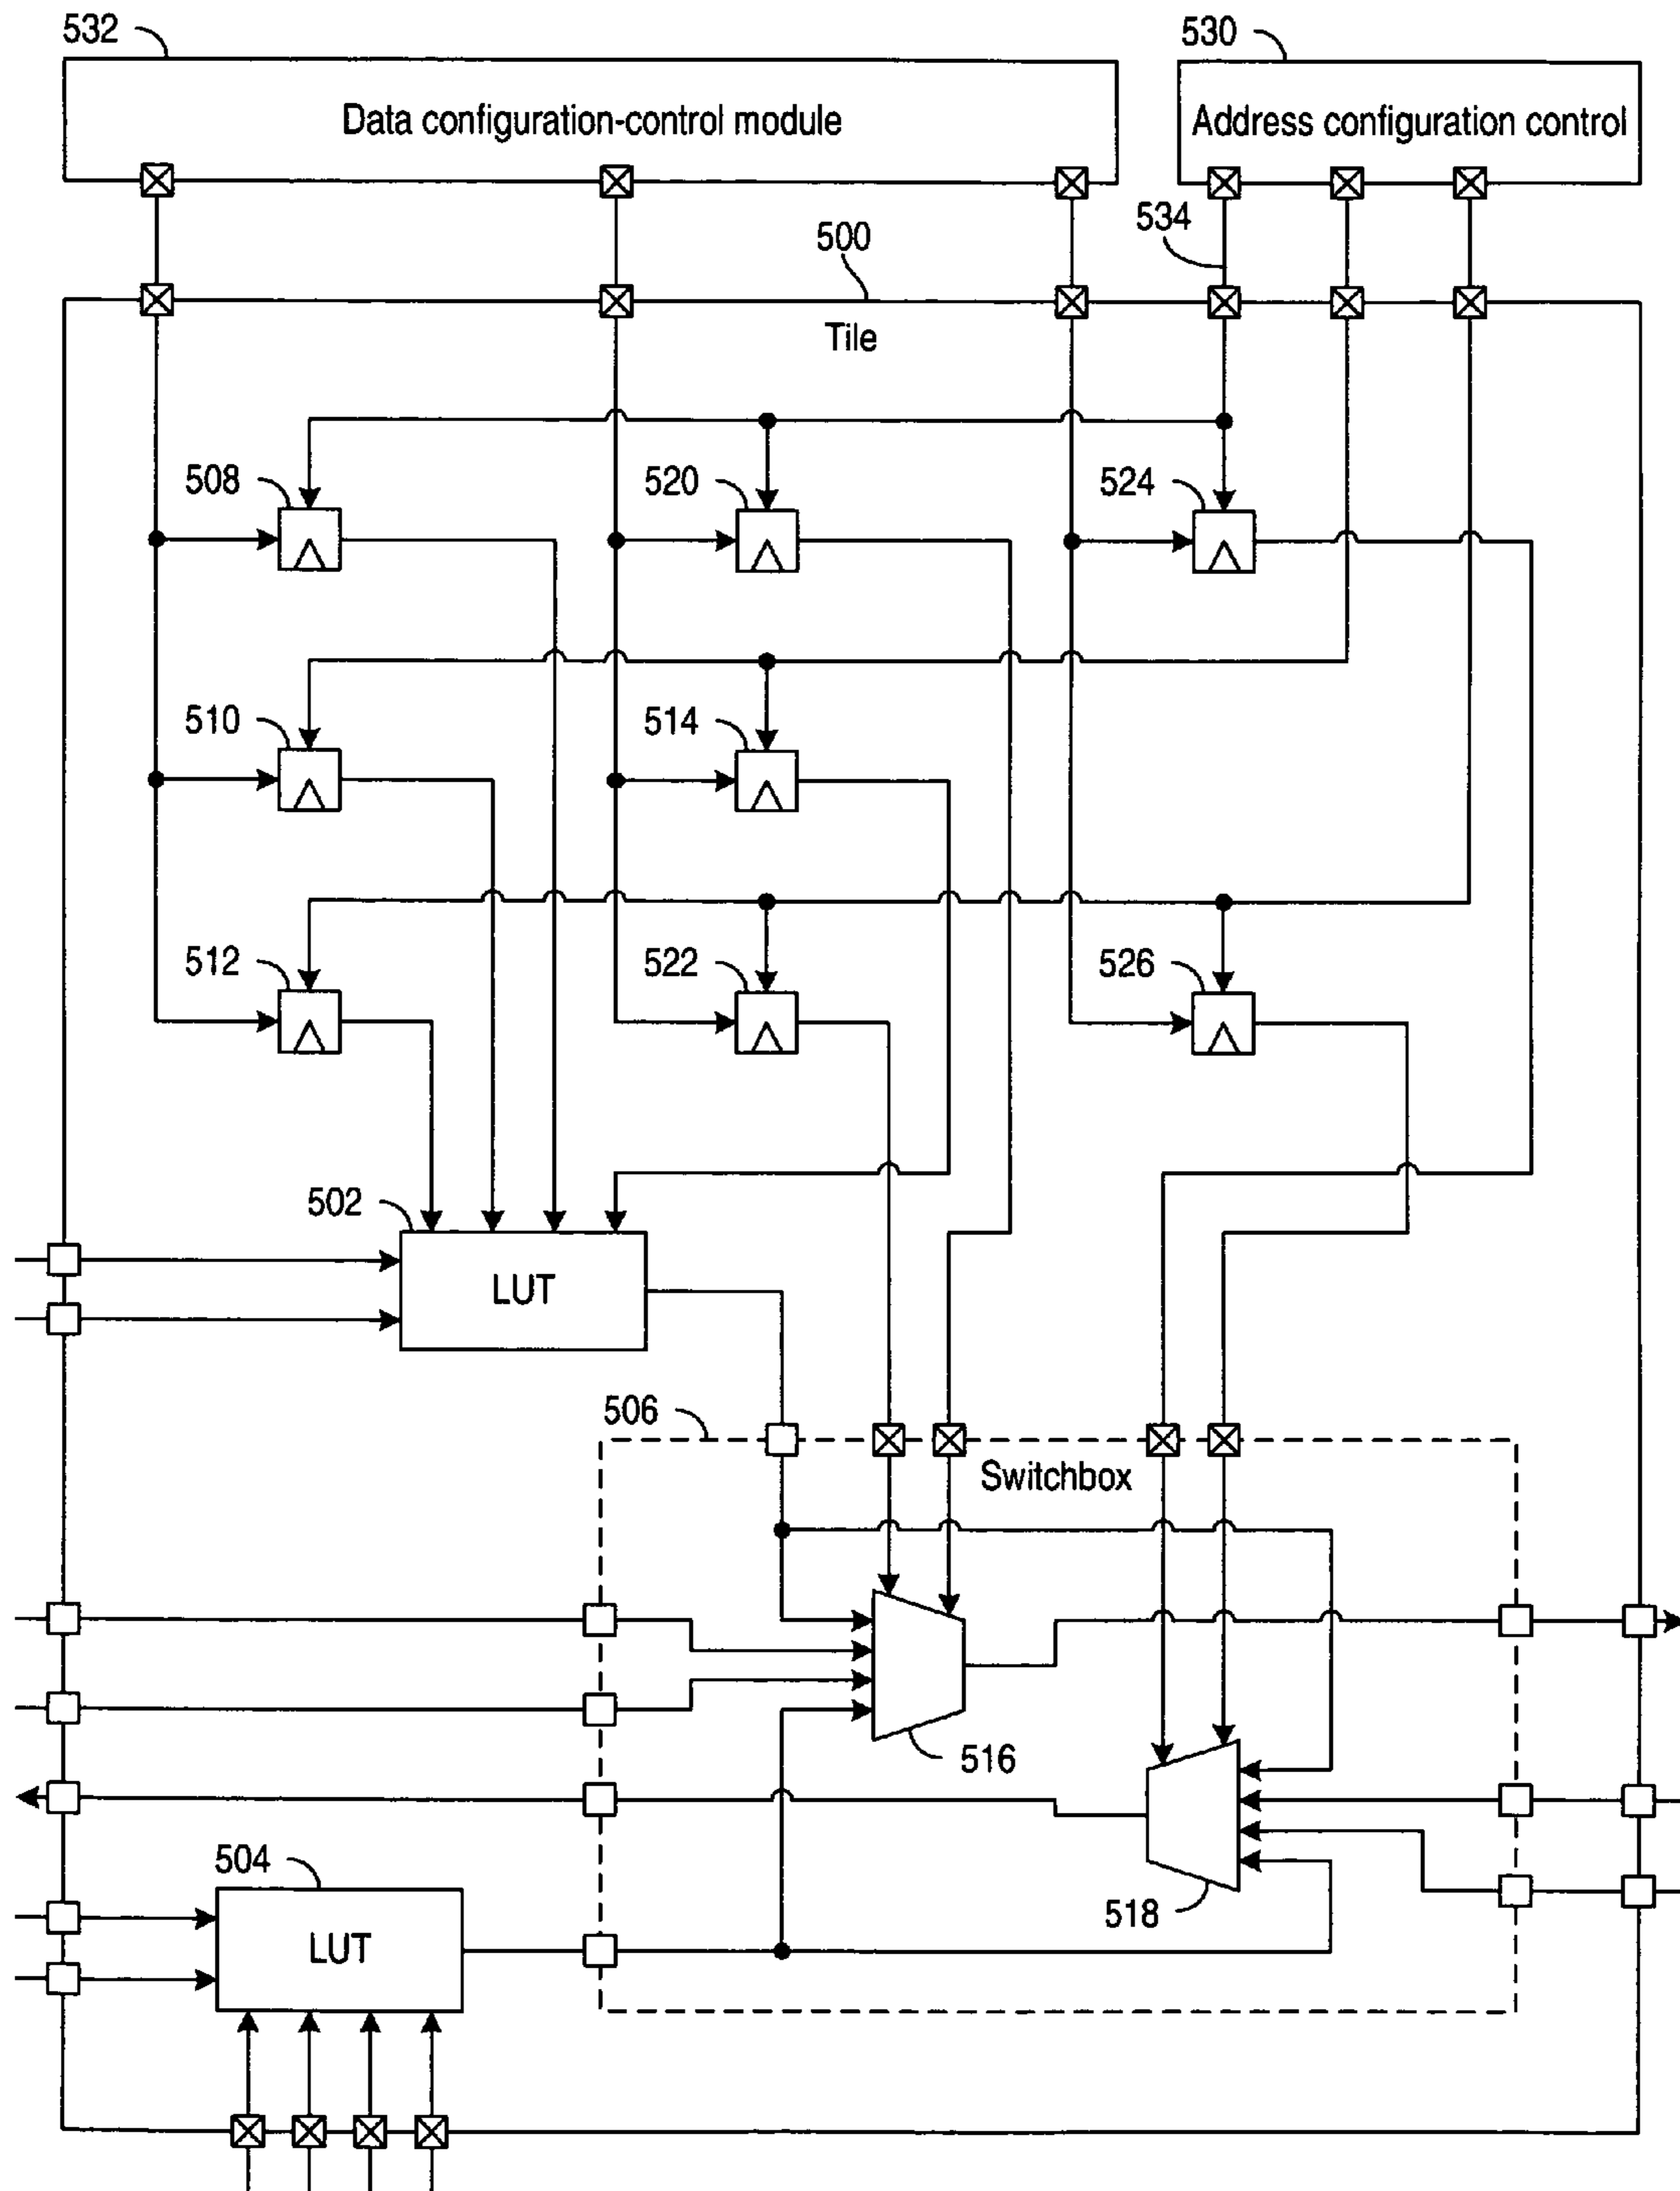 532
530
Data configuration-control module
Address configuration control
534
500
Tile
508
520
524
510
514
512
522
526
502
LUT
506
Switchbox
516
504
518
LUT